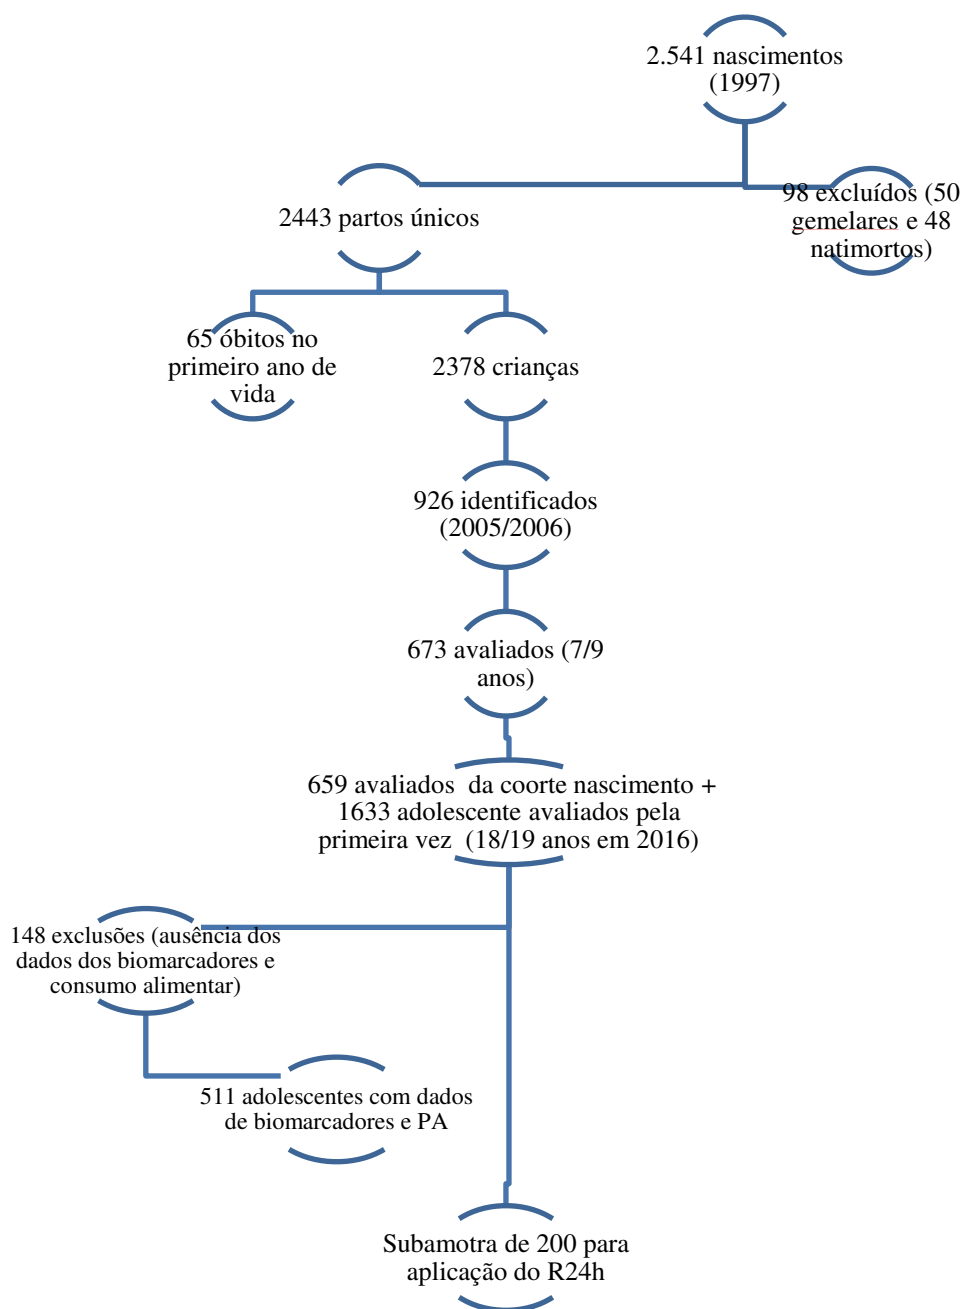 2.541 nascimentos
(1997)
98 excluídos (50
gemelares e 48
natimortos)
2443 partos únicos
65 óbitos no
primeiro ano de
vida
2378 crianças
926 identificados
(2005/2006)
673 avaliados (7/9
anos)
659 avaliados da coorte nascimento +
1633 adolescente avaliados pela
primeira vez (18/19 anos em 2016)
148 exclusões (ausência dos
dados dos biomarcadores e
consumo alimentar)
511 adolescentes com dados
de biomarcadores e PA
Subamotra de 200 para
aplicação do R24h